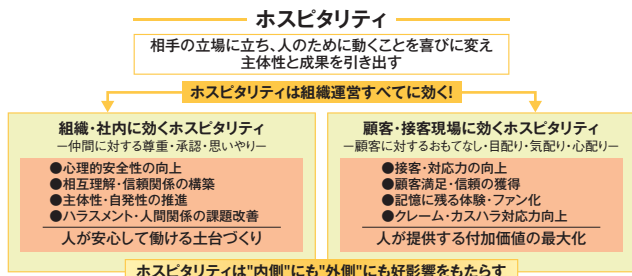 ホスピタリティ
相手の立場に立ち、人のために動くことを喜びに変え
主体性と成果を引き出す
ホスピタリティは組織運営すべてに効く!
組織・社内に効くホスピタリティ
ー仲間に対する尊重・承認・思いやりー
●心理的安全性の向上
●相互理解・信頼関係の構築
●主体性・自発性の推進
●ハラスメント・人間関係の課題改善
人が安心して働ける土台づくり
顧客・接客現場に効くホスピタリティ
ー顧客に対するおもてなし・目配り・気配り・心配りー
●接客・対応力の向上
●顧客満足・信頼の獲得
●記憶に残る体験・ファン化
●クレーム・カスハラ対応力向上
人が提供する付加価値の最大化
ホスピタリティは"内側"にも"外側"にも好影響をもたらす